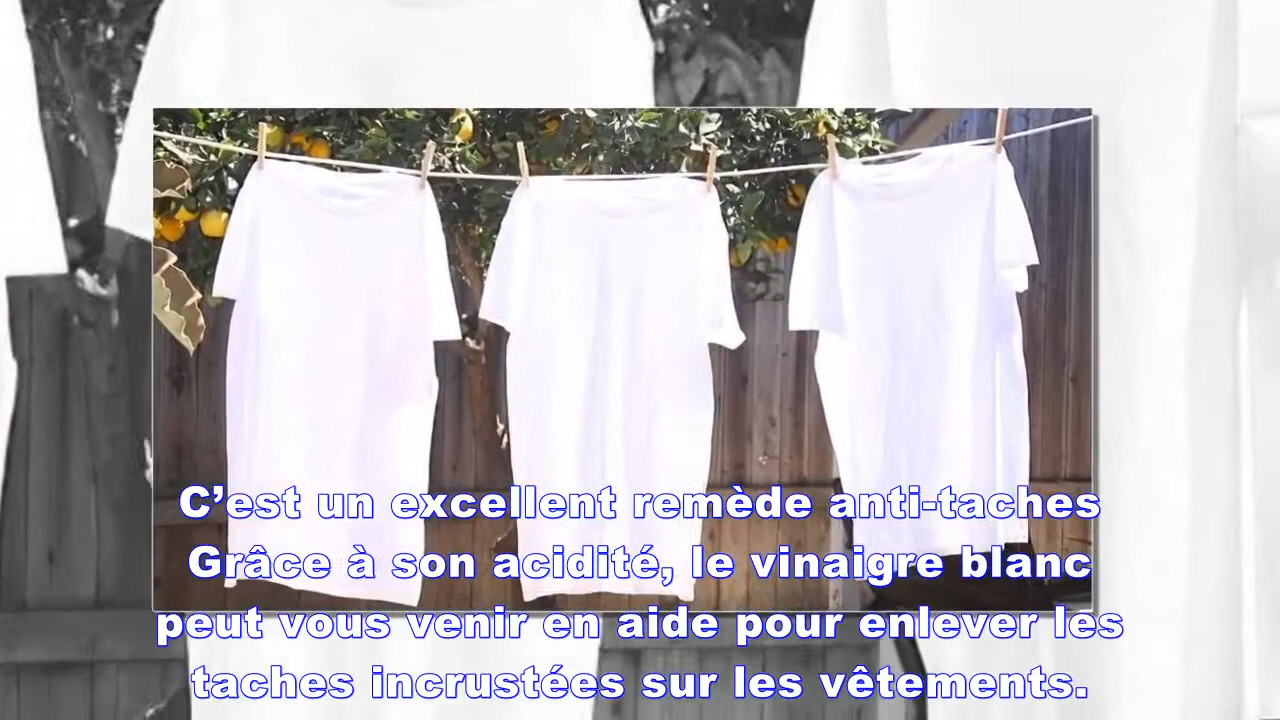 C’est un excellent remède anti-taches
Grâce à son acidité, le vinaigre blanc
peut vous venir en aide pour enlever les
taches incrustées sur les vêtements.